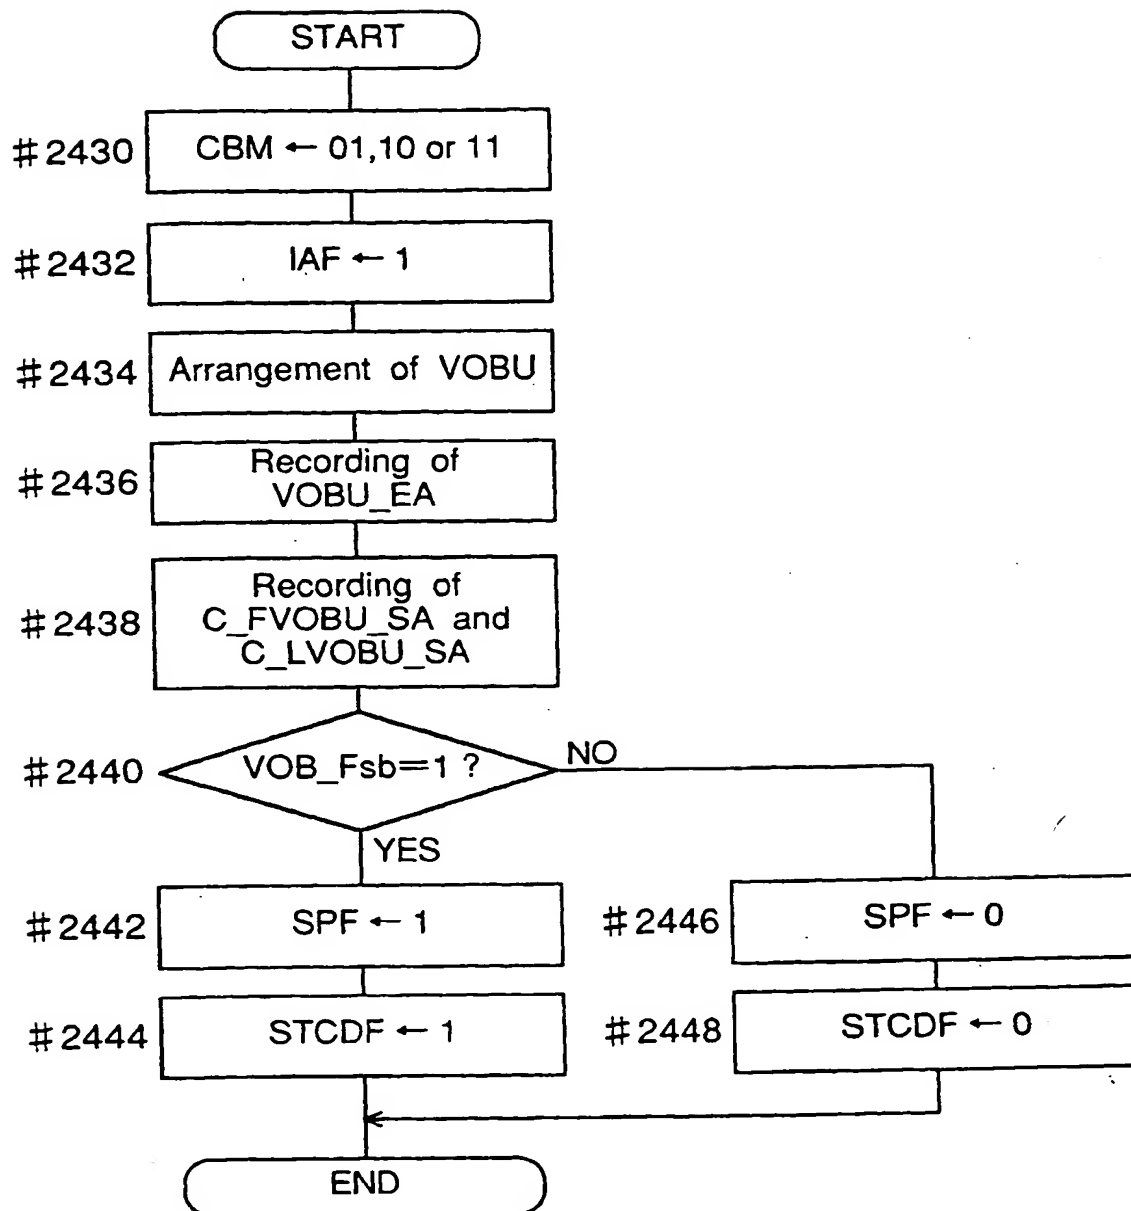 START
#2430
CBM ← 01,10 or 11
#2432
IAF ← 1
#2434
Arrangement of VOBU
#2436
Recording of
VOBU_EA
#2438
Recording of
C_FVOBU_SA and
C_LVOBU_SA
#2440
VOB_Fsb=1 ?
NO
YES
#2442
SPF ← 1
#2446
SPF ← 0
#2444
STCDF ← 1
#2448
STCDF ← 0
END